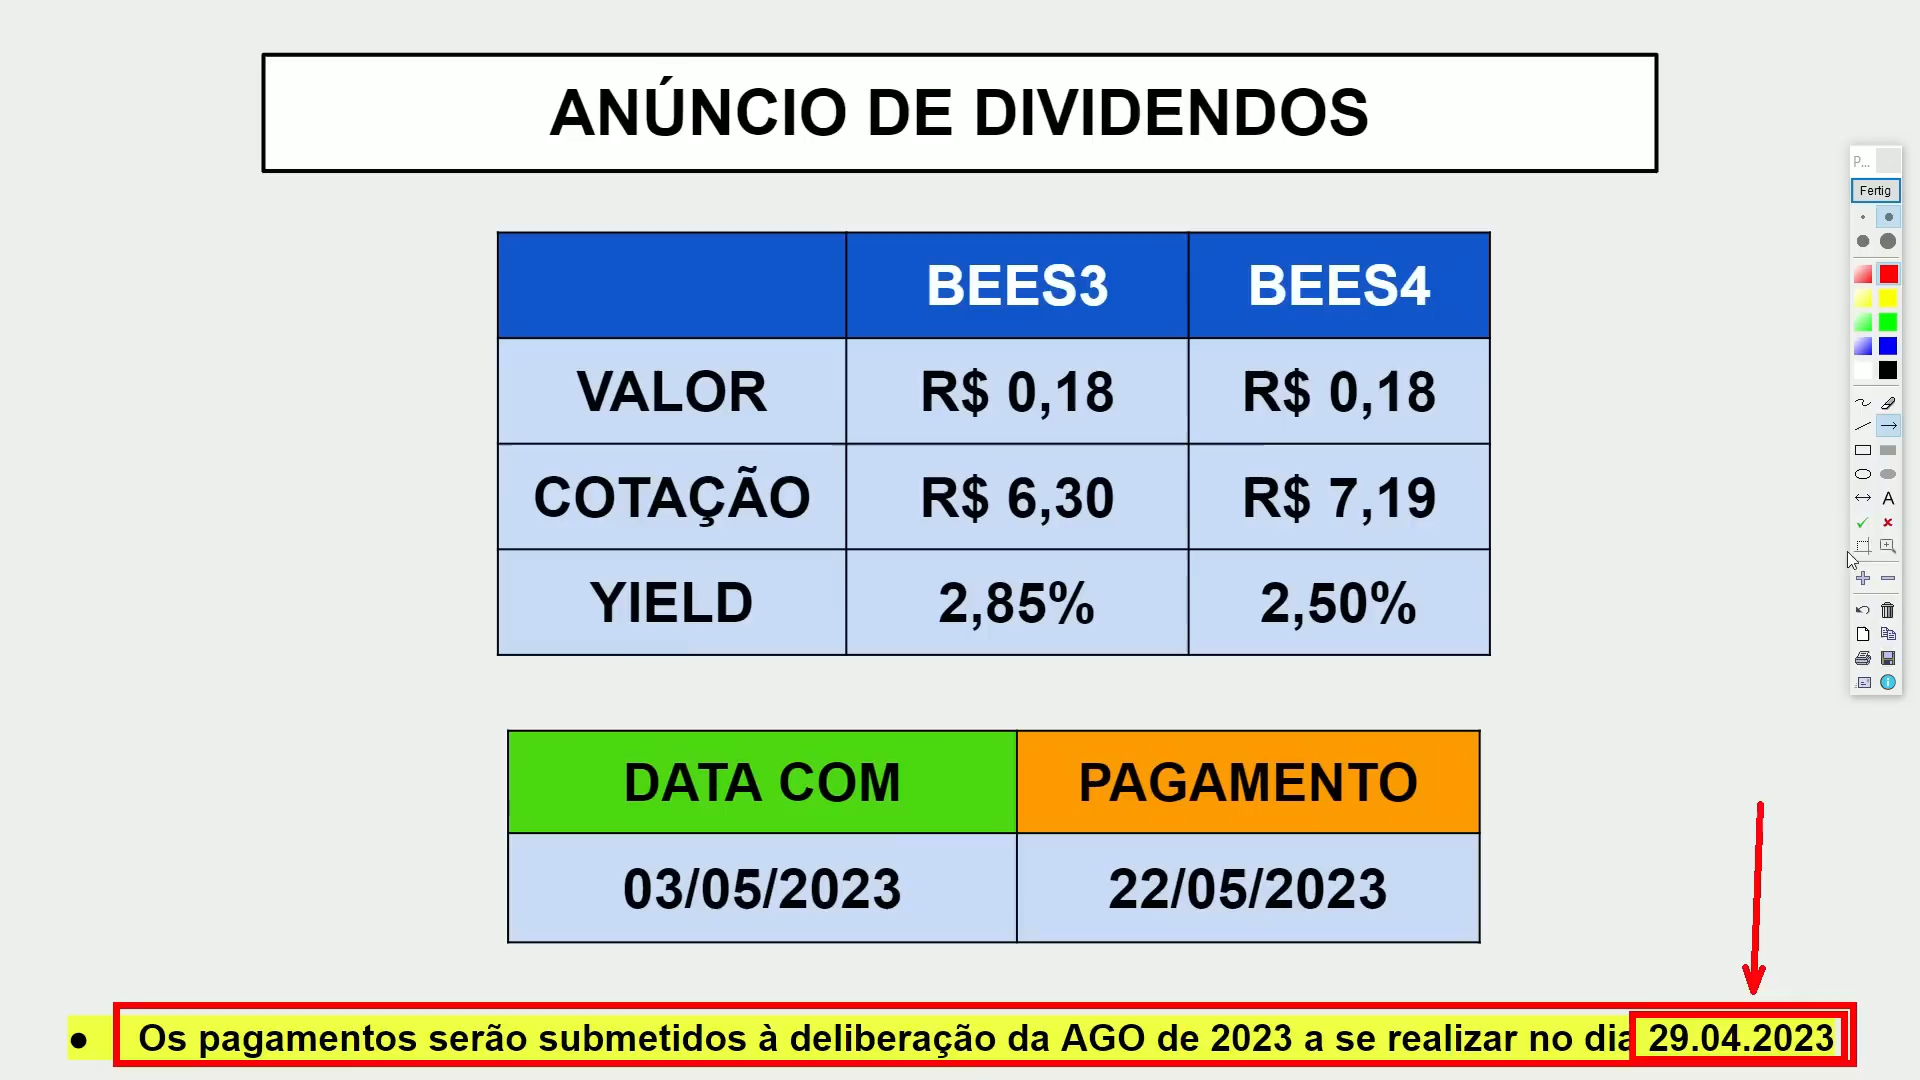 ANÚNCIO DE DIVIDENDOS
P...
Fertig
BEES3 BEES4
VALOR R$ 0,18 R$ 0,18
COTAÇÃO R$ 6,30 R$ 7,19
A
YIELD 2,85% 2,50%
DATA COM PAGAMENTO
03/05/2023 22/05/2023
● Os pagamentos serão submetidos à deliberação da AGO de 2023 a se realizar no dia 29.04.2023